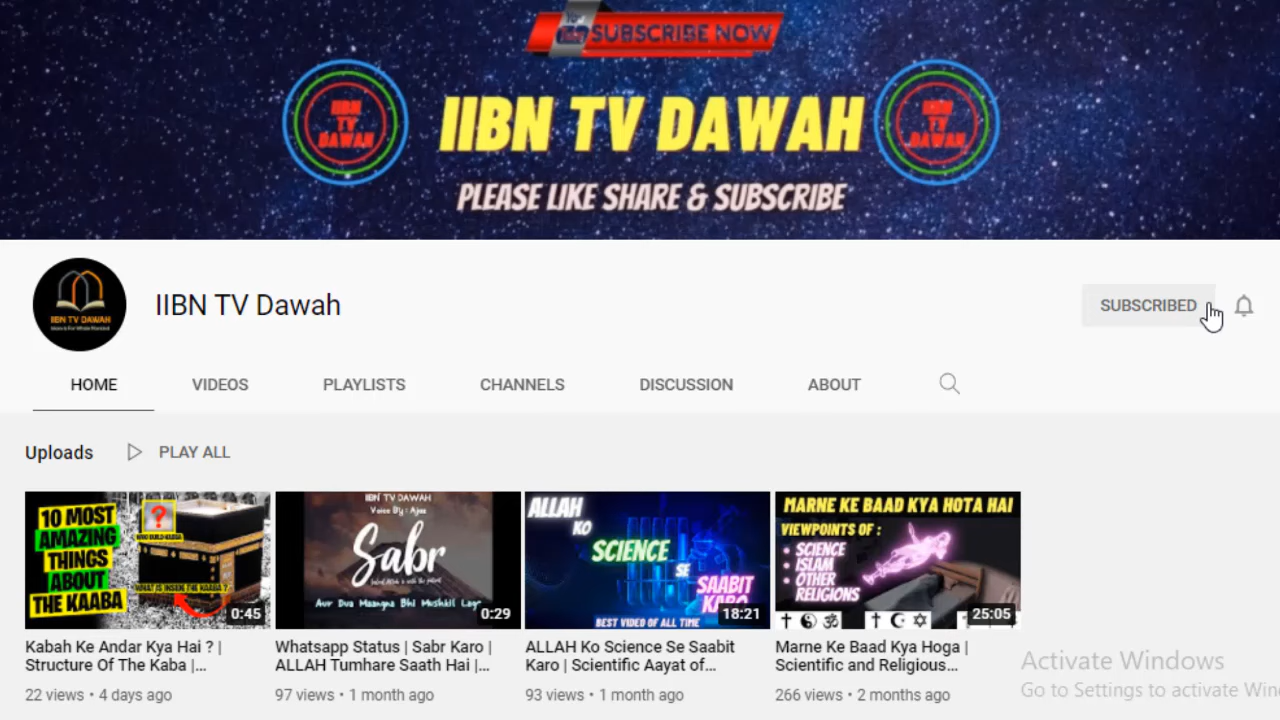 SUBSCRIBE NOW
IIBN TV DAWAH
PLEASE LIKE SHARE & SUBSCRIBE
IIBN
TV
DAWAH
IIBN
TV
DAWAH
IIBN TV DAWAH
IIBN TV Dawah
SUBSCRIBED
HOME VIDEOS PLAYLISTS CHANNELS DISCUSSION ABOUT
Uploads PLAY ALL
10 MOST
AMAZING
THINGS
ABOUT
THE KAABA
?
WHAT IS INSIDE THE KAABA ?
0:45
IIBN TV DAWAH
Voice By : Ajaz
Sabr
Aur Dua Maangna Bhi Mushkil Lage
0:29
ALLAH
KO
SCIENCE
SE
SAABIT
KARO
BEST VIDEO OF ALL TIME
18:21
MARNE KE BAAD KYA HOTA HAI
VIEWPOINTS OF :
• SCIENCE
• ISLAM
• OTHER
RELIGIONS
25:05
Kabah Ke Andar Kya Hai ? |
Structure Of The Kaba |...
22 views • 4 days ago
Whatsapp Status | Sabr Karo |
ALLAH Tumhare Saath Hai |...
97 views • 1 month ago
ALLAH Ko Science Se Saabit
Karo | Scientific Aayat of...
93 views • 1 month ago
Marne Ke Baad Kya Hoga |
Scientific and Religious...
266 views • 2 months ago
Activate Windows
Go to Settings to activate Win